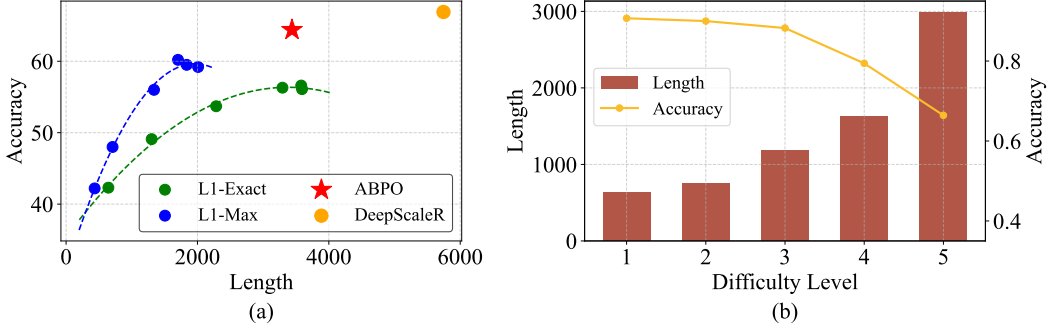 60
50
40
Accuracy
0
2000
4000
6000
Length
L1-Exact
L1-Max
ABPO
DeepScaleR
(a)
3000
2000
1000
0
Length
Length
Accuracy
0.8
0.6
0.4
Accuracy
1
2
3
4
5
Difficulty Level
(b)